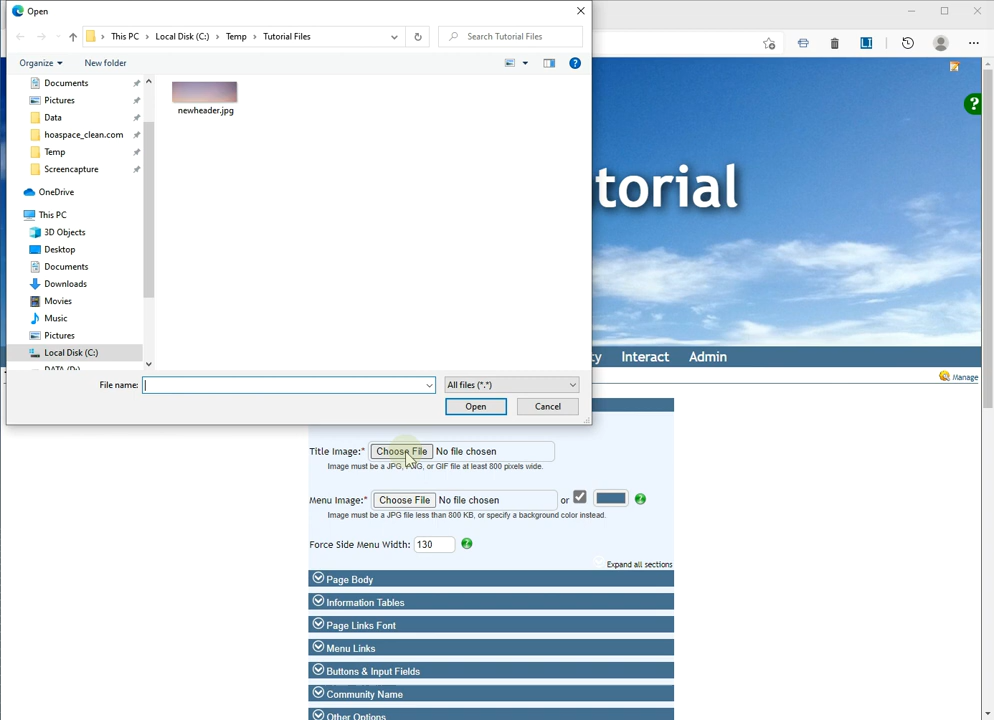 Open
This PC > Local Disk (C:) > Temp > Tutorial Files
Search Tutorial Files
Organize
New folder
Documents
Pictures
Data
hoaspace_clean.com
Temp
Screencapture
OneDrive
This PC
3D Objects
Desktop
Documents
Downloads
Movies
Music
Pictures
Local Disk (C:)
DATA (D:)
newheader.jpg
File name:
All files (*.*)
Open
Cancel
torial
ty Interact Admin
Manage
Title Image:* Choose File No file chosen
Image must be a JPG, PNG, or GIF file at least 800 pixels wide.
Menu Image:* Choose File No file chosen or
Image must be a JPG file less than 800 KB, or specify a background color instead.
Force Side Menu Width: 130
Expand all sections
Page Body
Information Tables
Page Links Font
Menu Links
Buttons & Input Fields
Community Name
Other Options